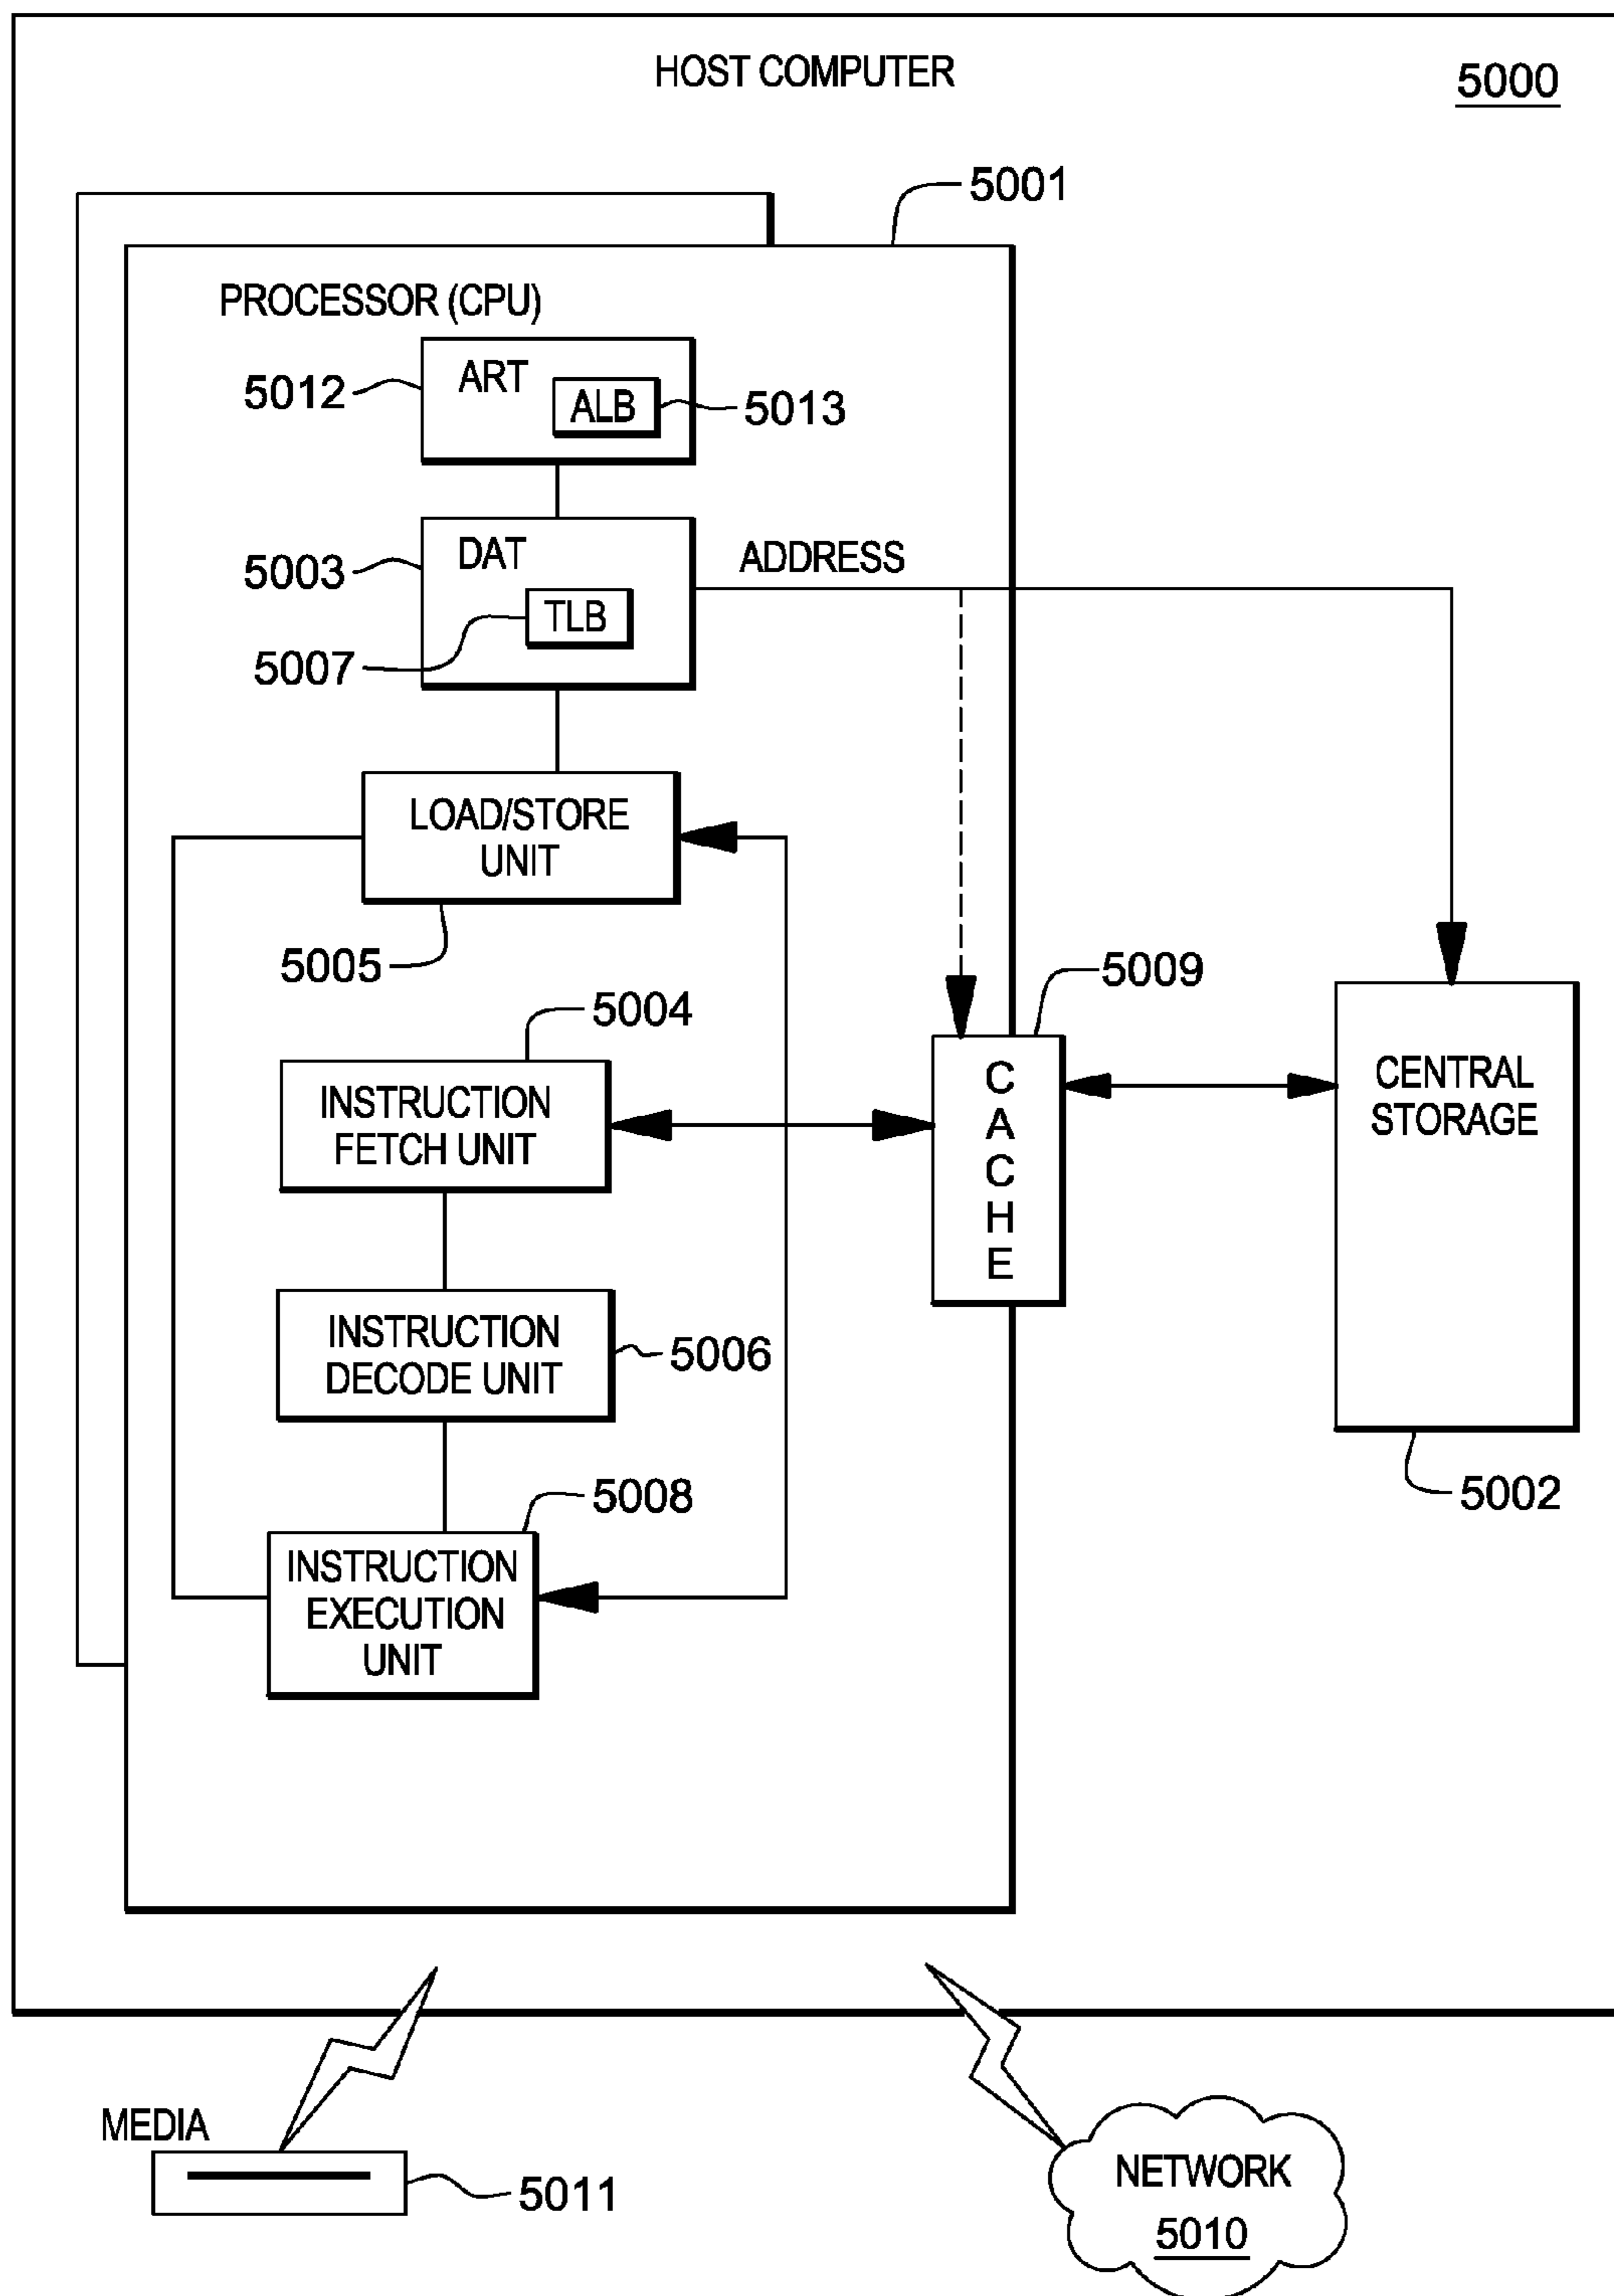 HOST COMPUTER
5000
5001
PROCESSOR (CPU)
ART
5012
ALB
5013
DAT
ADDRESS
5003
TLB
5007
LOAD/STORE
UNIT
5005
5009
5004
CACHE
CENTRAL
STORAGE
INSTRUCTION
FETCH UNIT
INSTRUCTION
DECODE UNIT
5006
5008
5002
INSTRUCTION
EXECUTION
UNIT
MEDIA
5011
NETWORK
5010